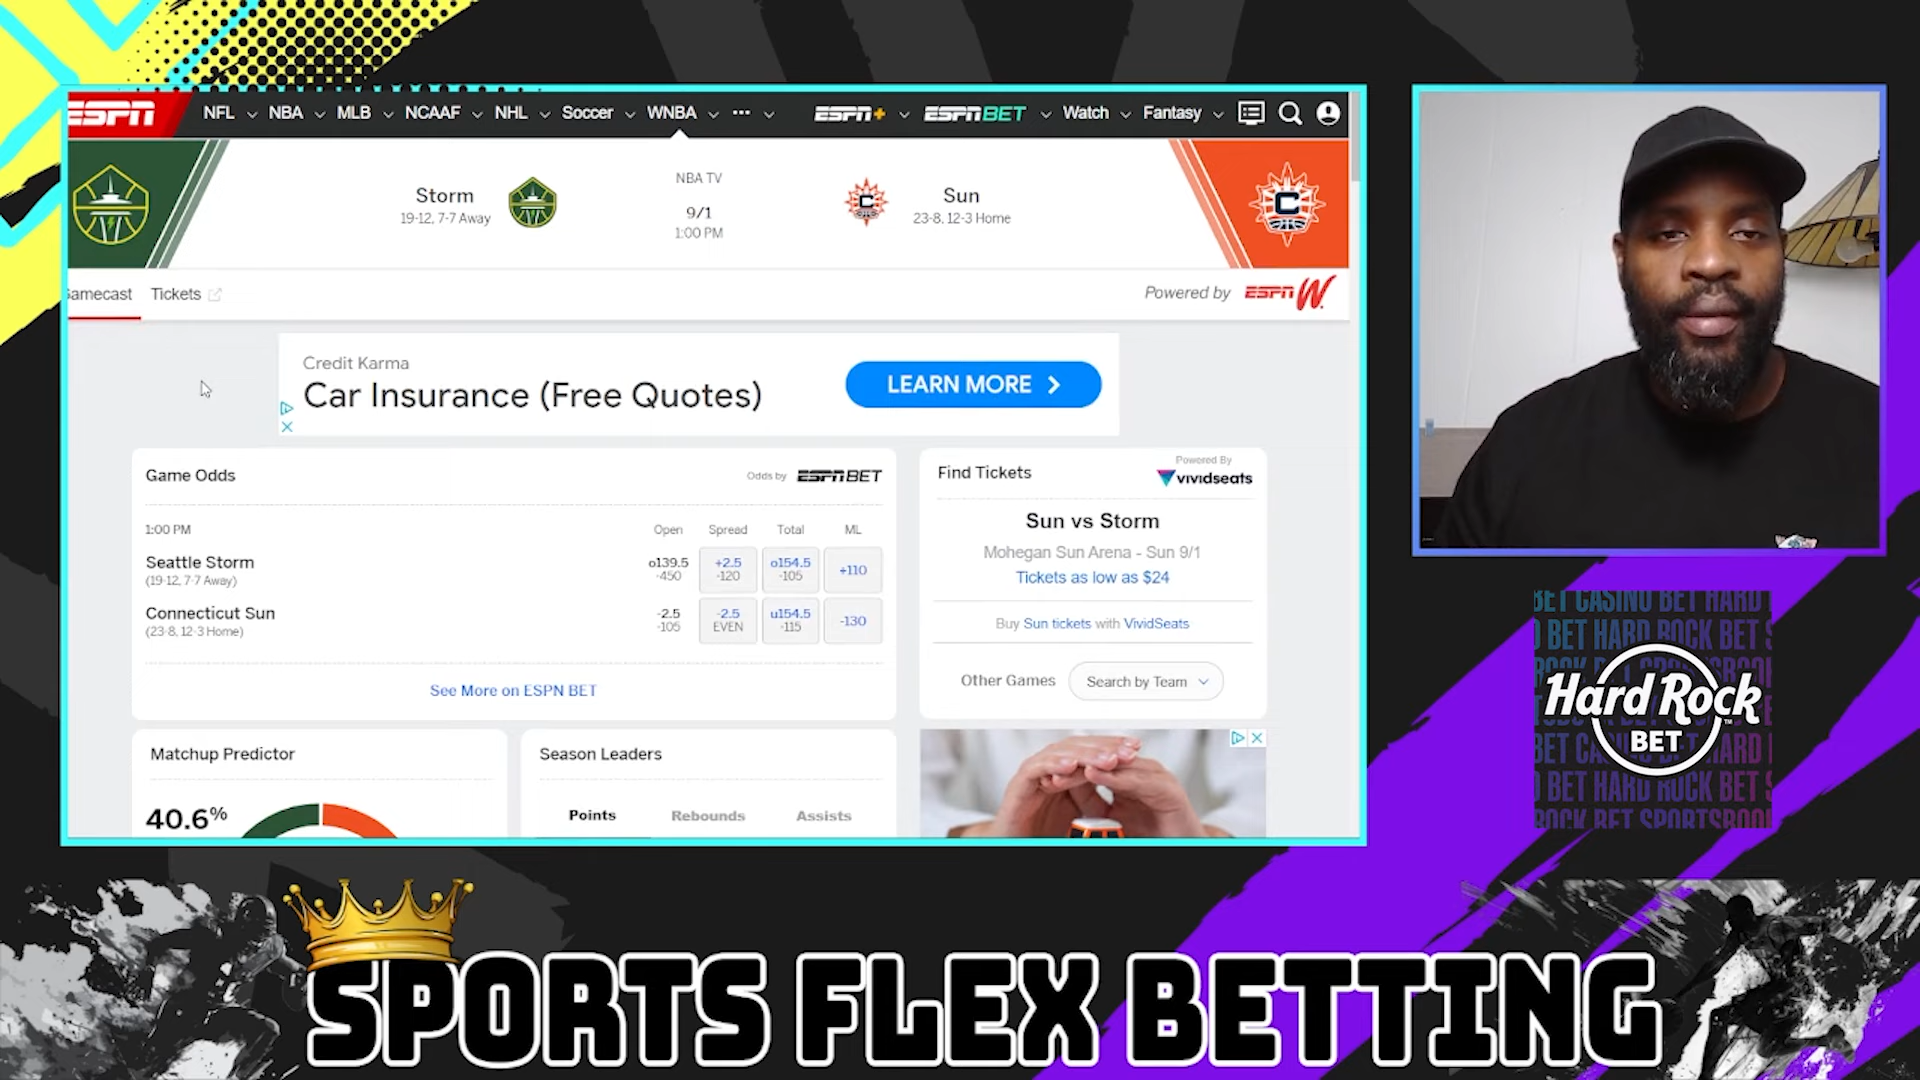 ESPN NFL NBA MLB NCAAF NHL Soccer WNBA ... ESPN+ ESPN BET Watch Fantasy
Storm
19-12, 7-7 Away
NBA TV
9/1
1:00 PM
C
Sun
23-8, 12-3 Home
C
Gamecast Tickets
Powered by ESPN W
Credit Karma
Car Insurance (Free Quotes)
LEARN MORE
Game Odds
Odds by ESPN BET
1:00 PM Open Spread Total ML
Seattle Storm
(19-12, 7-7 Away)
o139.5 +2.5 o154.5 +110
-450 -120 -105
Connecticut Sun
(23-8, 12-3 Home)
-2.5 -2.5 u154.5 -130
-105 EVEN -115
See More on ESPN BET
Find Tickets
Powered By
vividseats
Sun vs Storm
Mohegan Sun Arena - Sun 9/1
Tickets as low as $24
Buy Sun tickets with VividSeats
Other Games Search by Team
Matchup Predictor
40.6%
Season Leaders
Points Rebounds Assists
Hard Rock
BET
SPORTS FLEX BETTING